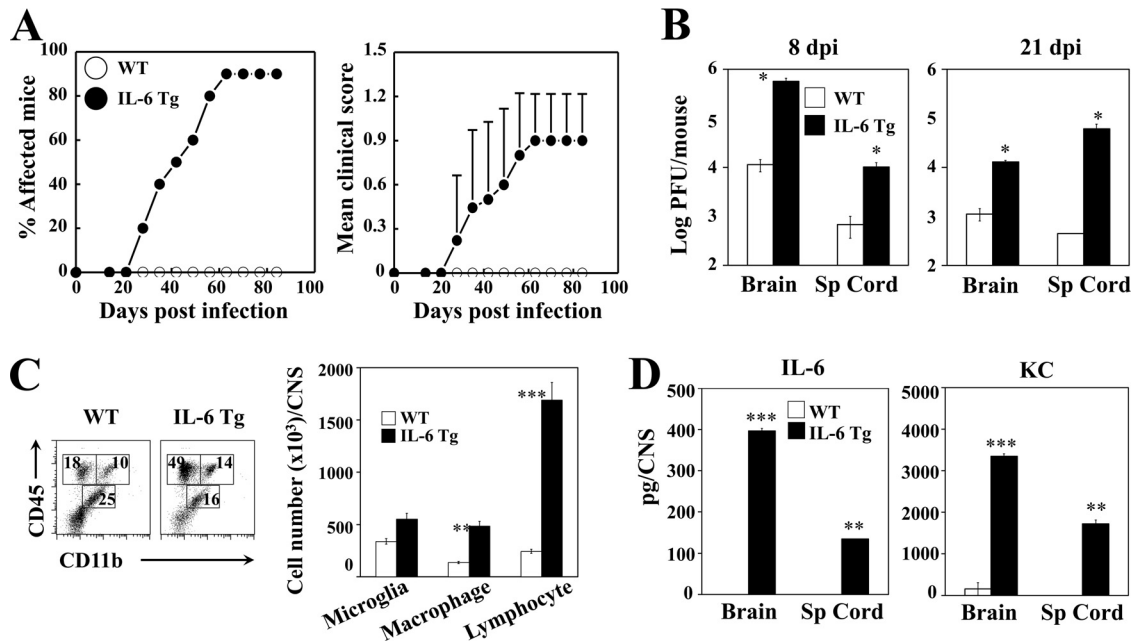 A
% Affected mice
100
80
60
40
20
0
0 20 40 60 80 100
Days post infection
WT
IL-6 Tg
Mean clinical score
1.5
1.2
0.9
0.6
0.3
0
0 20 40 60 80 100
Days post infection
B
8 dpi
21 dpi
Log PFU/mouse
6
5
4
3
2
*
*
WT
IL-6 Tg
Brain Sp Cord
6
5
4
3
2
*
*
Brain Sp Cord
C
WT IL-6 Tg
CD45
18 10
25
49 14
16
CD11b
Cell number (x10³)/CNS
2000
1500
1000
500
0
WT
IL-6 Tg
**
***
Microglia
Macrophage
Lymphocyte
D
IL-6
KC
pg/CNS
500
400
300
200
100
0
***
**
WT
IL-6 Tg
Brain Sp Cord
5000
4000
3000
2000
1000
0
***
**
Brain Sp Cord